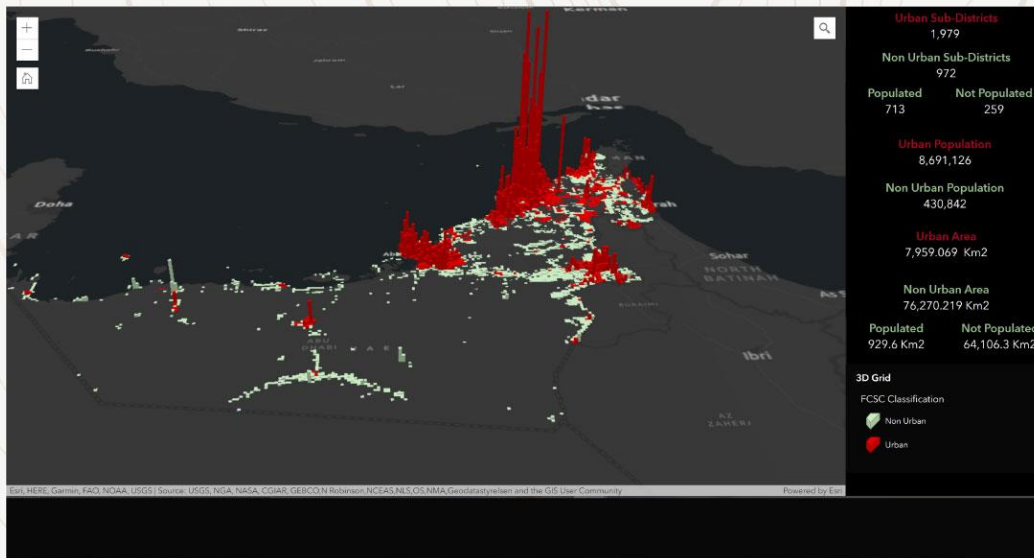 Kerman
Doha
Sohar
NORTH
BATINAH
Ibri
AZ
ZAHERI
ABU
DHABI
UAE
Esri, HERE, Garmin, FAO, NOAA, USGS | Source: USGS, NGA, NASA, CGIAR, GEBCO,N Robinson,NCEAS,NLS,OS,NMA,Geodatastyrelsen and the GIS User Community
Powered by Esri
Urban Sub-Districts
1,979
Non Urban Sub-Districts
972
Populated Not Populated
713 259
Urban Population
8,691,126
Non Urban Population
430,842
Urban Area
7,959.069 Km2
Non Urban Area
76,270.219 Km2
Populated Not Populated
929.6 Km2 64,106.3 Km2
3D Grid
FCSC Classification
Non Urban
Urban